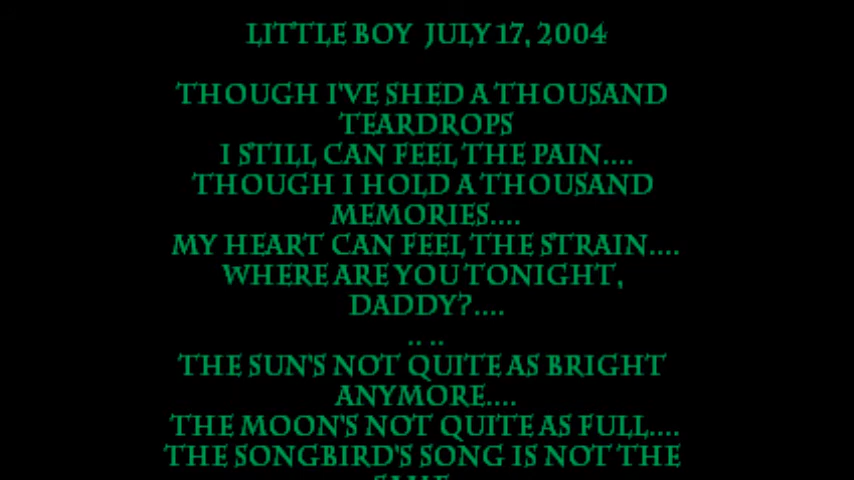 LITTLE BOY JULY 17, 2004
THOUGH I'VE SHED A THOUSAND
TEARDROPS
I STILL CAN FEEL THE PAIN....
THOUGH I HOLD A THOUSAND
MEMORIES....
MY HEART CAN FEEL THE STRAIN....
WHERE ARE YOU TONIGHT,
DADDY?....
.. ..
THE SUN'S NOT QUITE AS BRIGHT
ANYMORE....
THE MOON'S NOT QUITE AS FULL....
THE SONGBIRD'S SONG IS NOT THE